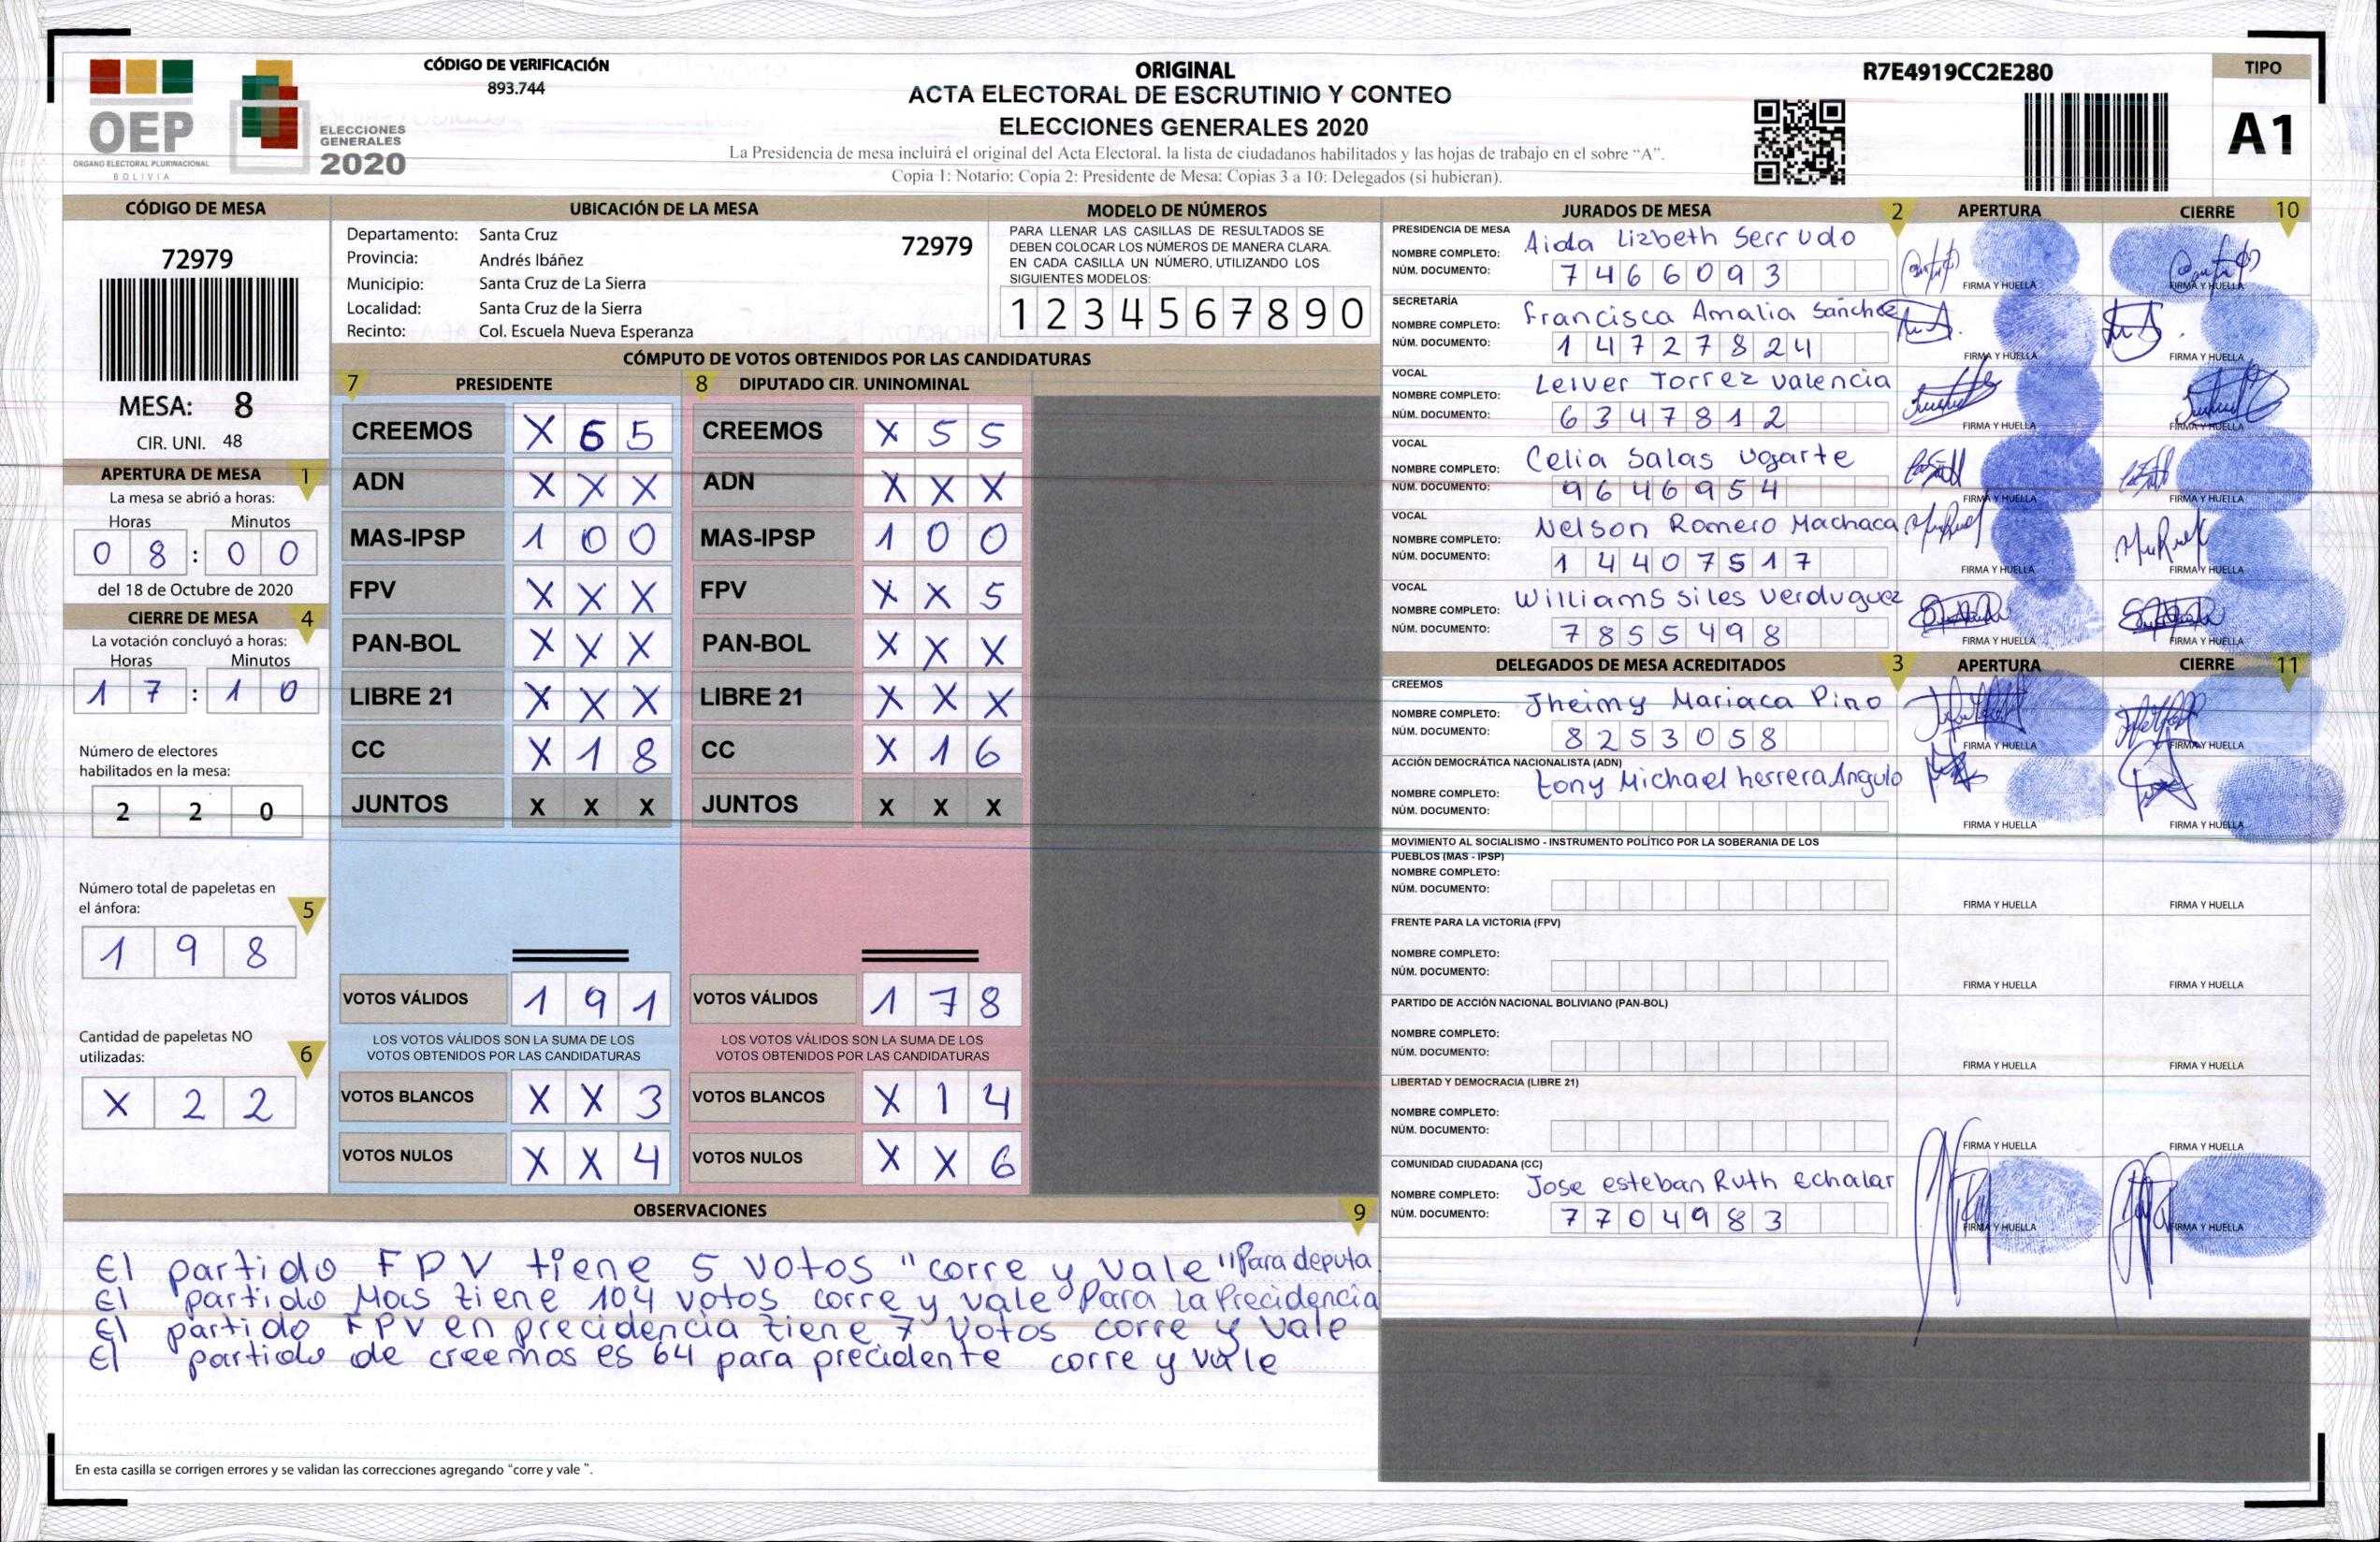 OEP
ÓRGANO ELECTORAL PLURINACIONAL
BOLIVIA
ELECCIONES
GENERALES
2020
CÓDIGO DE VERIFICACIÓN
893.744
ORIGINAL
ACTA ELECTORAL DE ESCRUTINIO Y CONTEO
ELECCIONES GENERALES 2020
La Presidencia de mesa incluirá el original del Acta Electoral, la lista de ciudadanos habilitados y las hojas de trabajo en el sobre “A”.
Copia 1: Notario; Copia 2: Presidente de Mesa; Copias 3 a 10: Delegados (si hubieran).
R7E4919CC2E280
TIPO
A1
CÓDIGO DE MESA
72979
MESA: 8
CIR. UNI. 48
APERTURA DE MESA 1
La mesa se abrió a horas:
Horas Minutos
0 8 : 0 0
del 18 de Octubre de 2020
CIERRE DE MESA 4
La votación concluyó a horas:
Horas Minutos
1 7 : 1 0
Número de electores
habilitados en la mesa:
2 2 0
Número total de papeletas en
el ánfora: 5
1 9 8
Cantidad de papeletas NO
utilizadas: 6
X 2 2
UBICACIÓN DE LA MESA
Departamento: Santa Cruz
72979
Provincia: Andrés Ibáñez
Municipio: Santa Cruz de La Sierra
Localidad: Santa Cruz de la Sierra
Recinto: Col. Escuela Nueva Esperanza
MODELO DE NÚMEROS
PARA LLENAR LAS CASILLAS DE RESULTADOS SE
DEBEN COLOCAR LOS NÚMEROS DE MANERA CLARA.
EN CADA CASILLA UN NÚMERO, UTILIZANDO LOS
SIGUIENTES MODELOS:
1 2 3 4 5 6 7 8 9 0
CÓMPUTO DE VOTOS OBTENIDOS POR LAS CANDIDATURAS
7 PRESIDENTE
CREEMOS X 6 5
ADN X X X
MAS-IPSP 1 0 0
FPV X X X
PAN-BOL X X X
LIBRE 21 X X X
CC X 1 8
JUNTOS X X X
VOTOS VÁLIDOS 1 9 1
LOS VOTOS VÁLIDOS SON LA SUMA DE LOS
VOTOS OBTENIDOS POR LAS CANDIDATURAS
VOTOS BLANCOS X X 3
VOTOS NULOS X X 4
8 DIPUTADO CIR. UNINOMINAL
CREEMOS X 5 5
ADN X X X
MAS-IPSP 1 0 0
FPV X X 5
PAN-BOL X X X
LIBRE 21 X X X
CC X 1 6
JUNTOS X X X
VOTOS VÁLIDOS 1 7 8
LOS VOTOS VÁLIDOS SON LA SUMA DE LOS
VOTOS OBTENIDOS POR LAS CANDIDATURAS
VOTOS BLANCOS X 1 4
VOTOS NULOS X X 6
OBSERVACIONES 9
El partido FPV tiene 5 votos "corre y vale" Para deputa
El partido Mas tiene 104 votos corre y vale Para la Precidencia
El partido FPV en precidencia tiene 7 votos corre y vale
El partido de creemos es 64 para precidente corre y vale
En esta casilla se corrigen errores y se validan las correcciones agregando “corre y vale ”.
JURADOS DE MESA 2 APERTURA CIERRE 10
PRESIDENCIA DE MESA
NOMBRE COMPLETO: Aida Lizbeth Serrudo
NÚM. DOCUMENTO: 7466093
FIRMA Y HUELLA FIRMA Y HUELLA
SECRETARÍA
NOMBRE COMPLETO: Francisca Amalia Sánchez
NÚM. DOCUMENTO: 14727824
FIRMA Y HUELLA FIRMA Y HUELLA
VOCAL
NOMBRE COMPLETO: Leiver Torrez Valencia
NÚM. DOCUMENTO: 6347812
FIRMA Y HUELLA FIRMA Y HUELLA
VOCAL
NOMBRE COMPLETO: Celia Salas Ugarte
NÚM. DOCUMENTO: 9646954
FIRMA Y HUELLA FIRMA Y HUELLA
VOCAL
NOMBRE COMPLETO: Nelson Romero Machaca
NÚM. DOCUMENTO: 14407517
FIRMA Y HUELLA FIRMA Y HUELLA
VOCAL
NOMBRE COMPLETO: Williams Siles Verduguez
NÚM. DOCUMENTO: 7855498
FIRMA Y HUELLA FIRMA Y HUELLA
DELEGADOS DE MESA ACREDITADOS 3 APERTURA CIERRE 11
CREEMOS
NOMBRE COMPLETO: Jheimy Mariaca Pino
NÚM. DOCUMENTO: 8253058
FIRMA Y HUELLA FIRMA Y HUELLA
ACCIÓN DEMOCRÁTICA NACIONALISTA (ADN)
NOMBRE COMPLETO: tony Michael herrera Angulo
NÚM. DOCUMENTO:
FIRMA Y HUELLA FIRMA Y HUELLA
MOVIMIENTO AL SOCIALISMO - INSTRUMENTO POLÍTICO POR LA SOBERANIA DE LOS
PUEBLOS (MAS - IPSP)
NOMBRE COMPLETO:
NÚM. DOCUMENTO:
FIRMA Y HUELLA FIRMA Y HUELLA
FRENTE PARA LA VICTORIA (FPV)
NOMBRE COMPLETO:
NÚM. DOCUMENTO:
FIRMA Y HUELLA FIRMA Y HUELLA
PARTIDO DE ACCIÓN NACIONAL BOLIVIANO (PAN-BOL)
NOMBRE COMPLETO:
NÚM. DOCUMENTO:
FIRMA Y HUELLA FIRMA Y HUELLA
LIBERTAD Y DEMOCRACIA (LIBRE 21)
NOMBRE COMPLETO:
NÚM. DOCUMENTO:
FIRMA Y HUELLA FIRMA Y HUELLA
COMUNIDAD CIUDADANA (CC)
NOMBRE COMPLETO: Jose esteban Ruth echalar
NÚM. DOCUMENTO: 7704983
FIRMA Y HUELLA FIRMA Y HUELLA